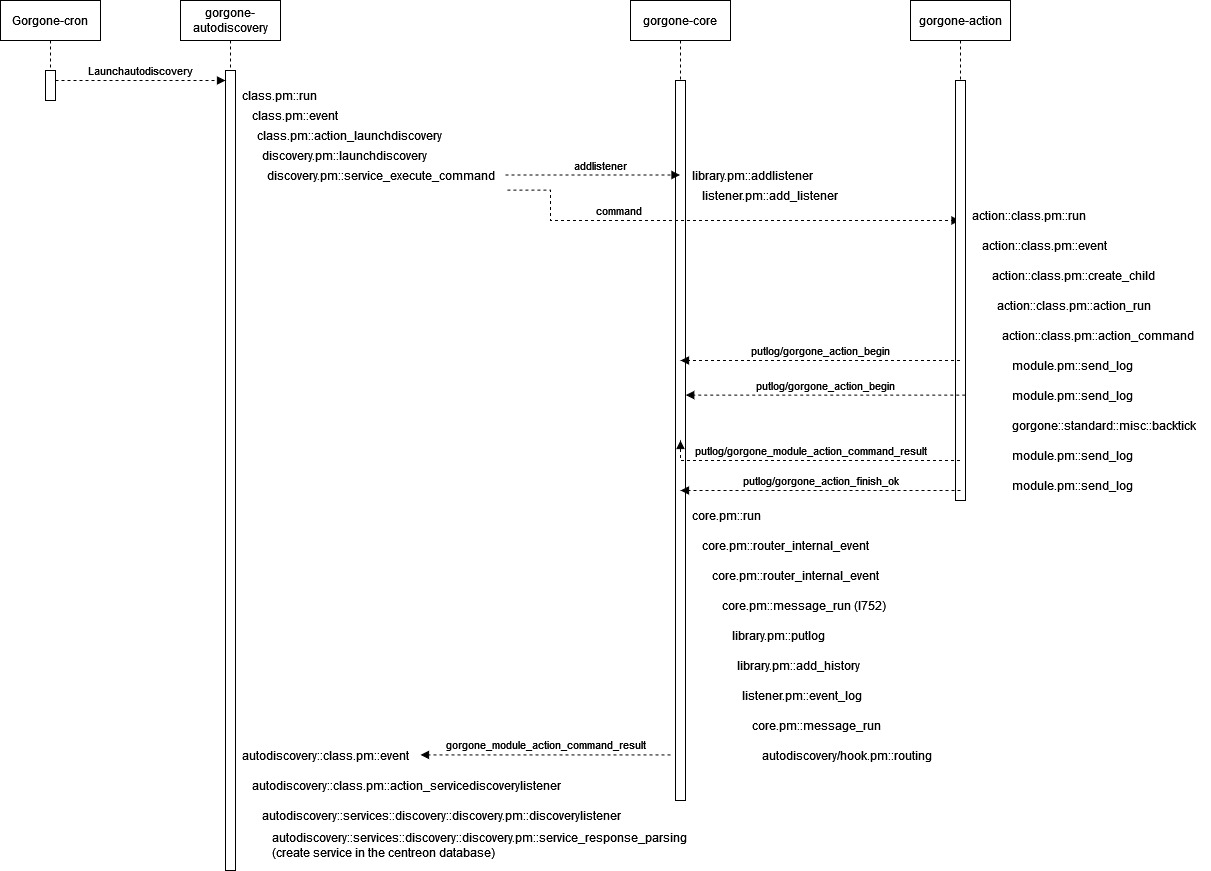 Gorgone-cron
gorgone-
autodiscovery
gorgone-core
gorgone-action
Launchautodiscovery
class.pm::run
class.pm::event
class.pm::action_launchdiscovery
discovery.pm::launchdiscovery
discovery.pm::service_execute_command
addlistener
library.pm::addlistener
listener.pm::add_listener
command
action::class.pm::run
action::class.pm::event
action::class.pm::create_child
action::class.pm::action_run
action::class.pm::action_command
putlog/gorgone_action_begin
module.pm::send_log
putlog/gorgone_action_begin
module.pm::send_log
gorgone::standard::misc::backtick
putlog/gorgone_module_action_command_result
module.pm::send_log
putlog/gorgone_action_finish_ok
module.pm::send_log
core.pm::run
core.pm::router_internal_event
core.pm::router_internal_event
core.pm::message_run (l752)
library.pm::putlog
library.pm::add_history
listener.pm::event_log
core.pm::message_run
gorgone_module_action_command_result
autodiscovery::class.pm::event
autodiscovery/hook.pm::routing
autodiscovery::class.pm::action_servicediscoverylistener
autodiscovery::services::discovery::discovery.pm::discoverylistener
autodiscovery::services::discovery::discovery.pm::service_response_parsing
(create service in the centreon database)